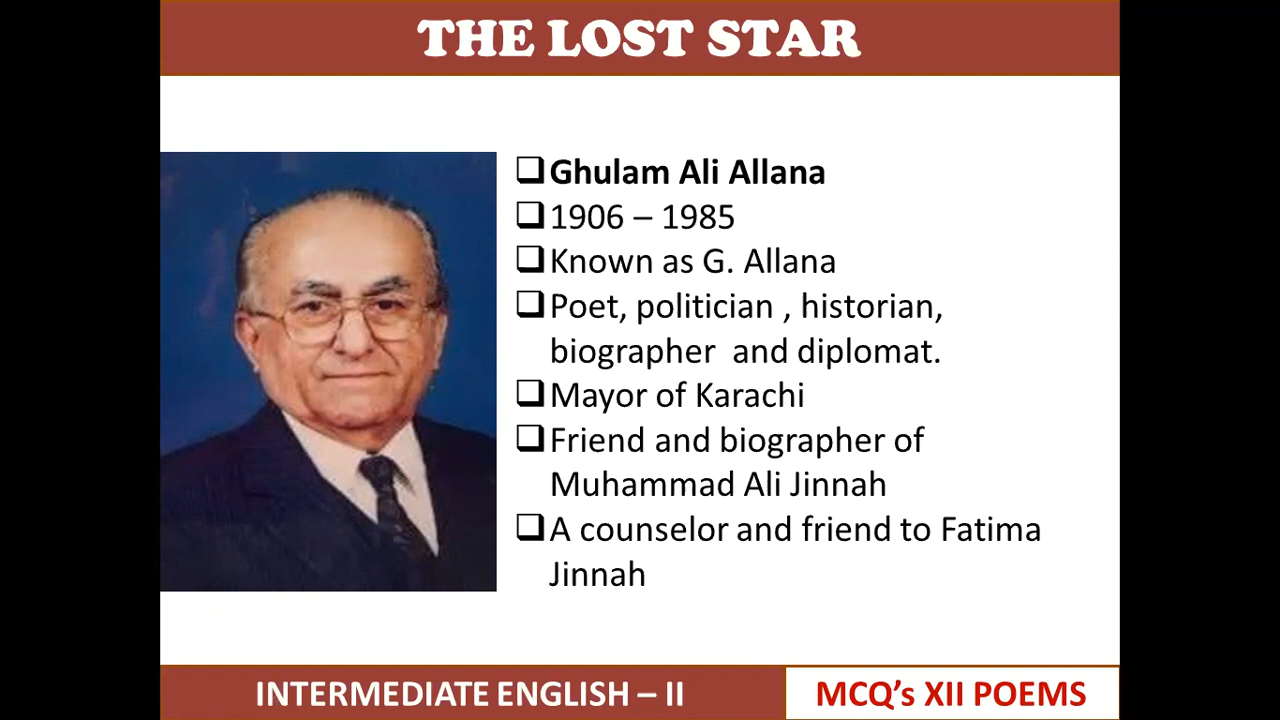 THE LOST STAR
❑Ghulam Ali Allana
❑1906 – 1985
❑Known as G. Allana
❑Poet, politician , historian,
biographer and diplomat.
❑Mayor of Karachi
❑Friend and biographer of
Muhammad Ali Jinnah
❑A counselor and friend to Fatima
Jinnah
INTERMEDIATE ENGLISH – II
MCQ’s XII POEMS